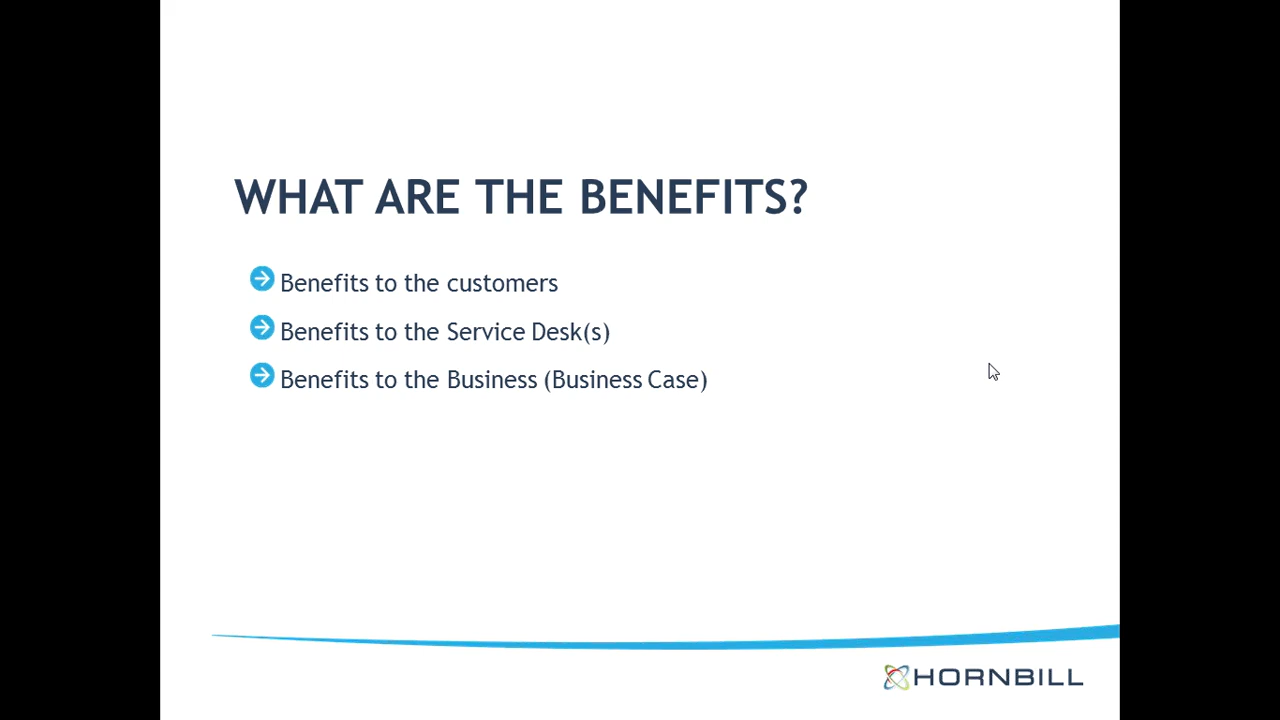 WHAT ARE THE BENEFITS?
Benefits to the customers
Benefits to the Service Desk(s)
Benefits to the Business (Business Case)
HORNBILL